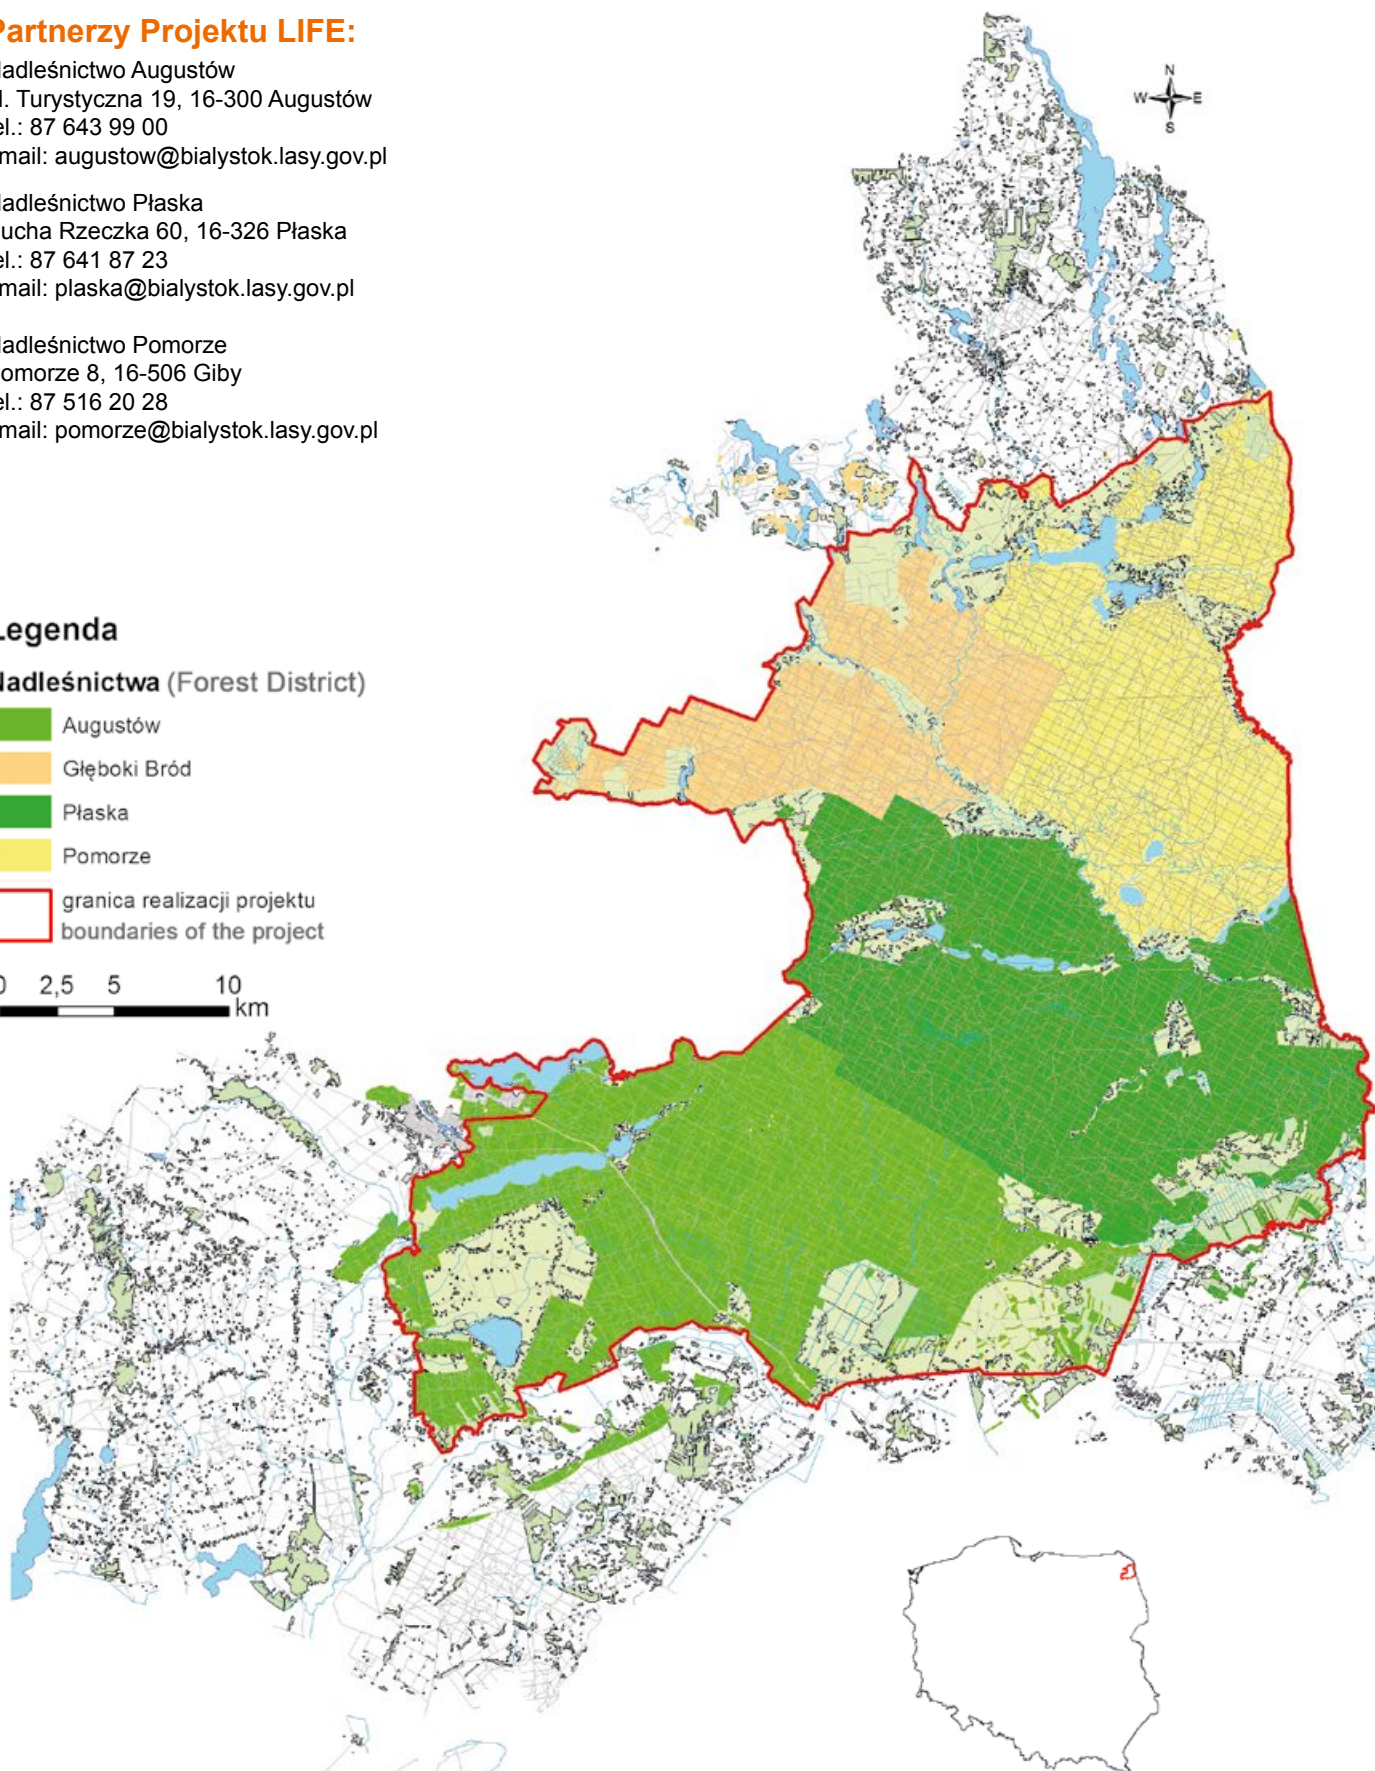 Partnerzy Projektu LIFE:
adleśnictwo Augustów
l. Turystyczna 19, 16-300 Augustów
el.: 87 643 99 00
mail: augustow@bialystok.lasy.gov.pl
adleśnictwo Płaska
ucha Rzeczka 60, 16-326 Płaska
el.: 87 641 87 23
mail: plaska@bialystok.lasy.gov.pl
adleśnictwo Pomorze
omorze 8, 16-506 Giby
el.: 87 516 20 28
mail: pomorze@bialystok.lasy.gov.pl
N
W E
S
Legenda
Nadleśnictwa (Forest District)
Augustów
Głęboki Bród
Płaska
Pomorze
granica realizacji projektu
boundaries of the project
0 2,5 5 10
km